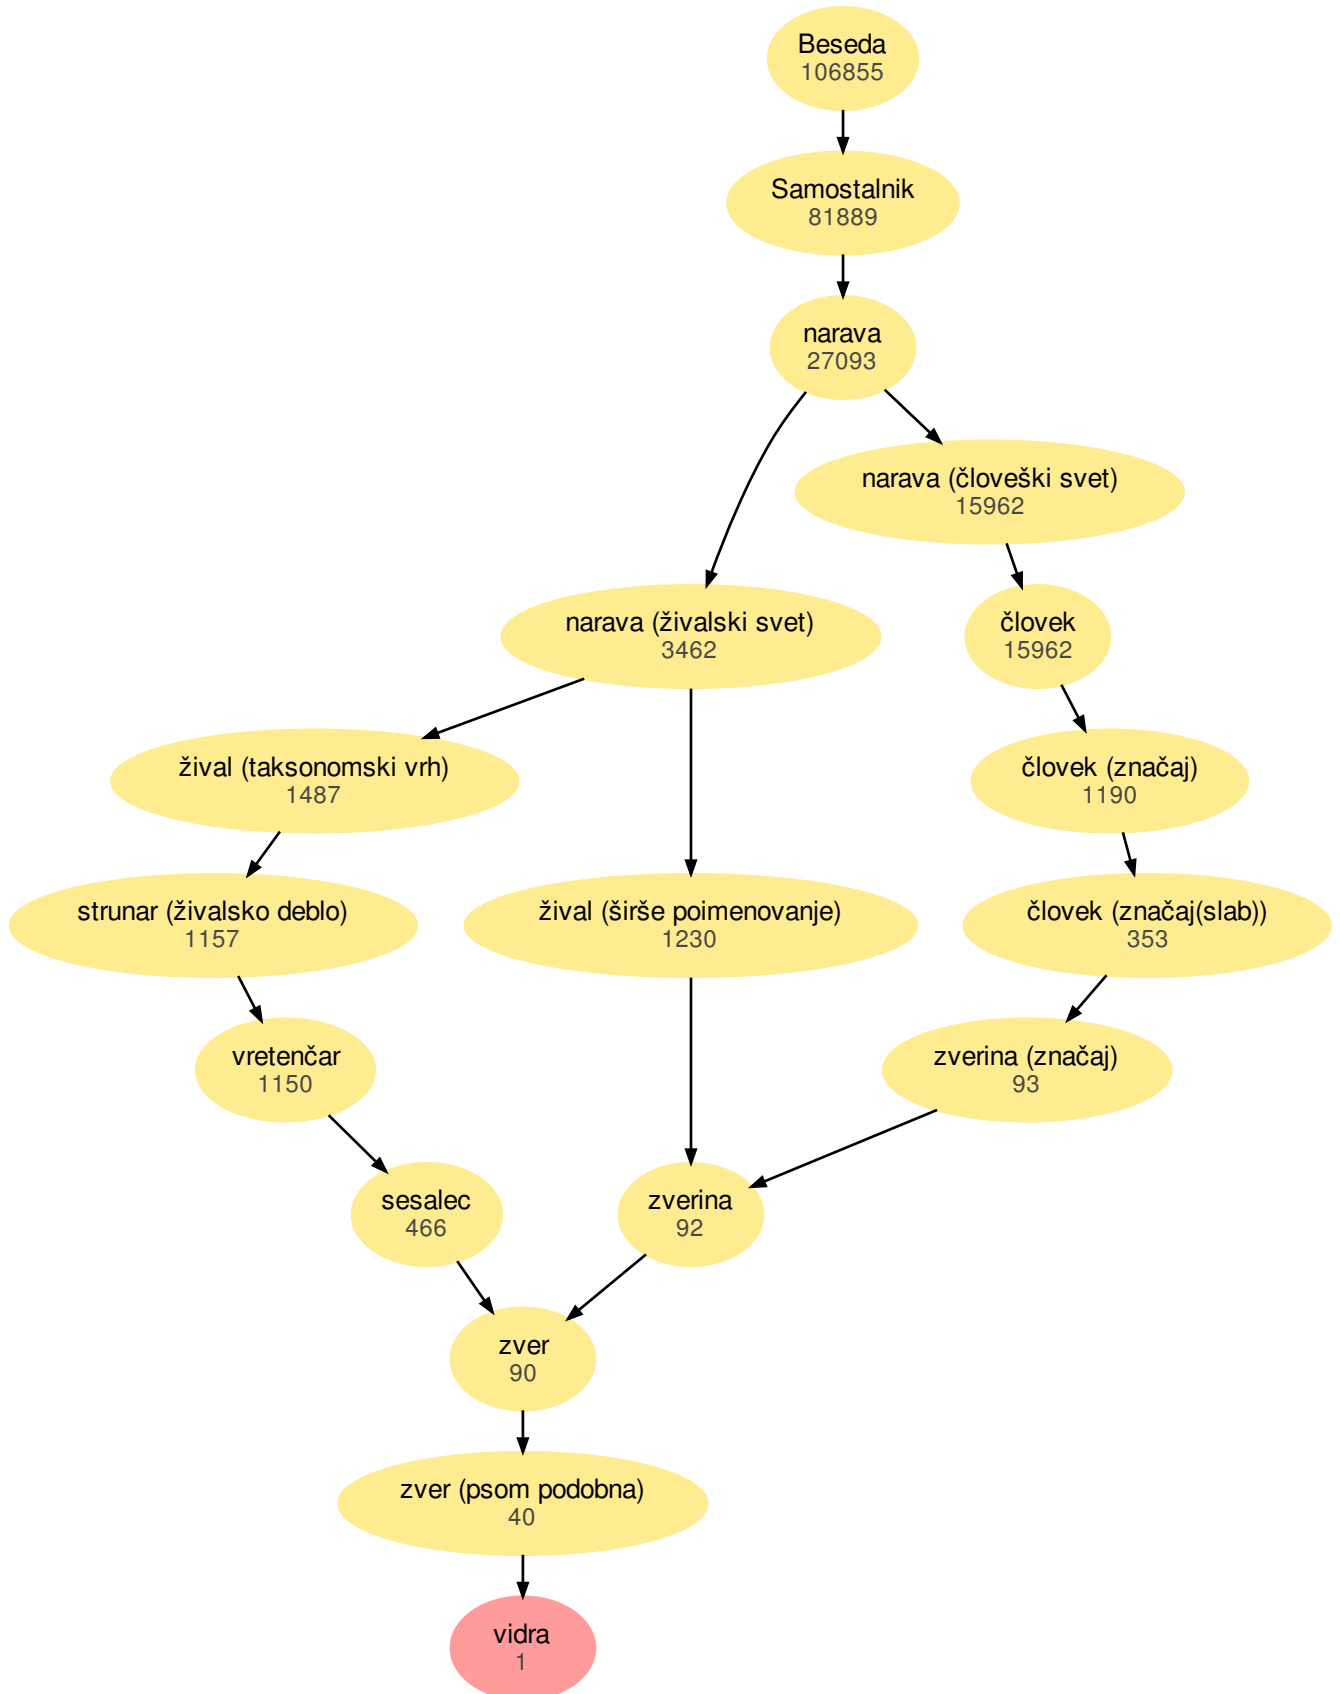 Beseda
106855
Samostalnik
81889
narava
27093
narava (človeški svet)
15962
narava (živalski svet)
3462
človek
15962
žival (taksonomski vrh)
1487
človek (značaj)
1190
strunar (živalsko deblo)
1157
žival (širše poimenovanje)
1230
človek (značaj(slab))
353
vretenčar
1150
zverina (značaj)
93
sesalec
466
zverina
92
zver
90
zver (psom podobna)
40
vidra
1